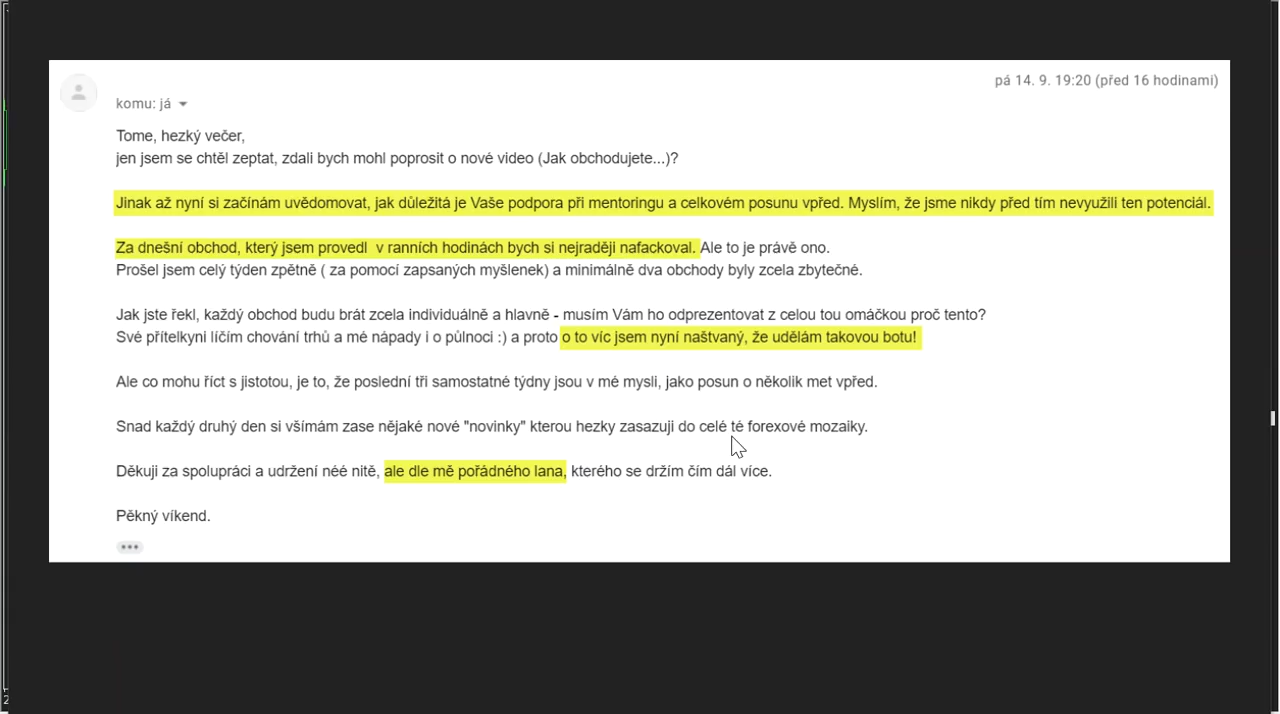 pá 14. 9. 19:20 (před 16 hodinami)
komu: já
Tome, hezký večer,
jen jsem se chtěl zeptat, zdali bych mohl poprosit o nové video (Jak obchodujete...)?
Jinak až nyní si začínám uvědomovat, jak důležitá je Vaše podpora při mentoringu a celkovém posunu vpřed. Myslím, že jsme nikdy před tím nevyužili ten potenciál.
Za dnešní obchod, který jsem provedl v ranních hodinách bych si nejraději nafackoval. Ale to je právě ono.
Prošel jsem celý týden zpětně ( za pomocí zapsaných myšlenek) a minimálně dva obchody byly zcela zbytečné.
Jak jste řekl, každý obchod budu brát zcela individuálně a hlavně - musím Vám ho odprezentovat z celou tou omáčkou proč tento?
Své přítelkyni líčím chování trhů a mé nápady i o půlnoci :) a proto o to víc jsem nyní naštvaný, že udělám takovou botu!
Ale co mohu říct s jistotou, je to, že poslední tři samostatné týdny jsou v mé mysli, jako posun o několik met vpřed.
Snad každý druhý den si všímám zase nějaké nové "novinky" kterou hezky zasazuji do celé té forexové mozaiky.
Děkuji za spolupráci a udržení néé nitě, ale dle mě pořádného lana, kterého se držím čím dál více.
Pěkný víkend.